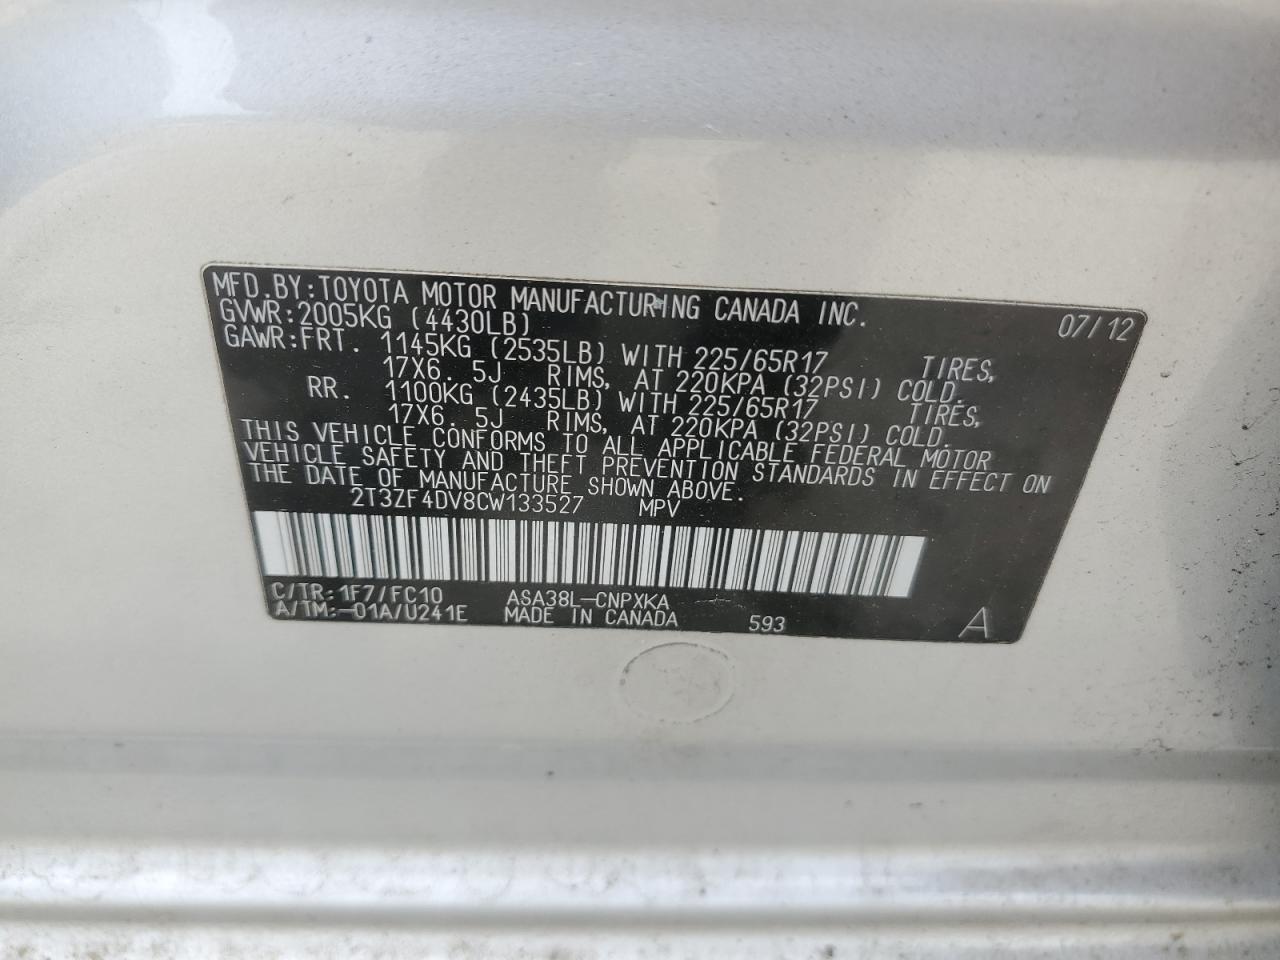 MFD.BY:TOYOTA MOTOR MANUFACTURING CANADA INC. 07/12
GVWR:2005KG (4430LB)
GAWR:FRT. 1145KG (2535LB) WITH 225/65R17 TIRES,
17X6.5J RIMS, AT 220KPA (32PSI) COLD.
RR. 1100KG (2435LB) WITH 225/65R17 TIRES,
17X6.5J RIMS, AT 220KPA (32PSI) COLD.
THIS VEHICLE CONFORMS TO ALL APPLICABLE FEDERAL MOTOR
VEHICLE SAFETY AND THEFT PREVENTION STANDARDS IN EFFECT ON
THE DATE OF MANUFACTURE SHOWN ABOVE.
2T3ZF4DV8CW133527 MPV
C/TR:1F7/FC10 ASA38L-CNPXKA
A/TM:-01A/U241E MADE IN CANADA 593 A